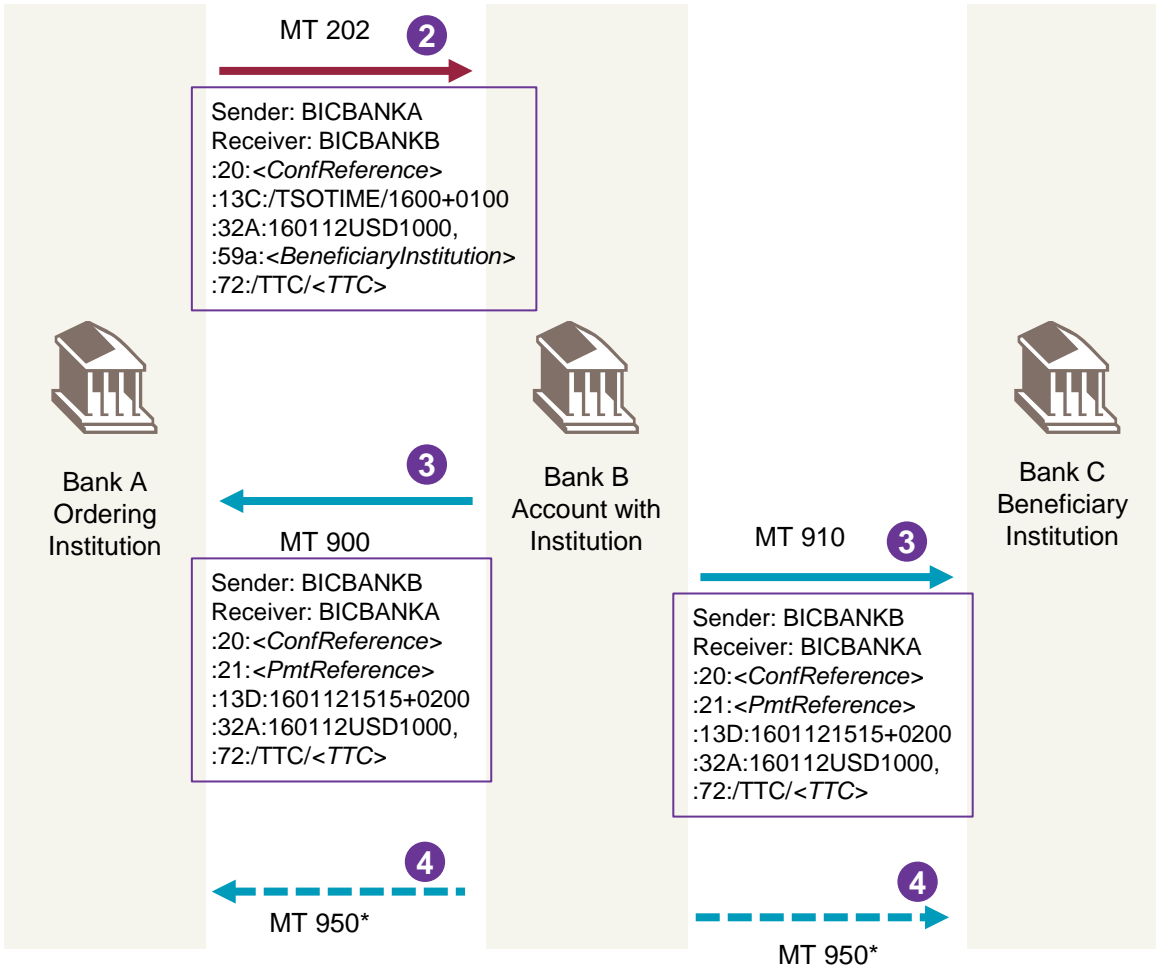 MT 202
2
Sender: BICBANKA
Receiver: BICBANKB
:20:<ConfReference>
:13C:/TSOTIME/1600+0100
:32A:160112USD1000,
:59a:<BeneficiaryInstitution>
:72:/TTC/<TTC>
Bank A
Ordering
Institution
Bank B
Account with
Institution
Bank C
Beneficiary
Institution
3
MT 900
Sender: BICBANKB
Receiver: BICBANKA
:20:<ConfReference>
:21:<PmtReference>
:13D:1601121515+0200
:32A:160112USD1000,
:72:/TTC/<TTC>
MT 910
3
Sender: BICBANKB
Receiver: BICBANKA
:20:<ConfReference>
:21:<PmtReference>
:13D:1601121515+0200
:32A:160112USD1000,
:72:/TTC/<TTC>
4
MT 950*
4
MT 950*